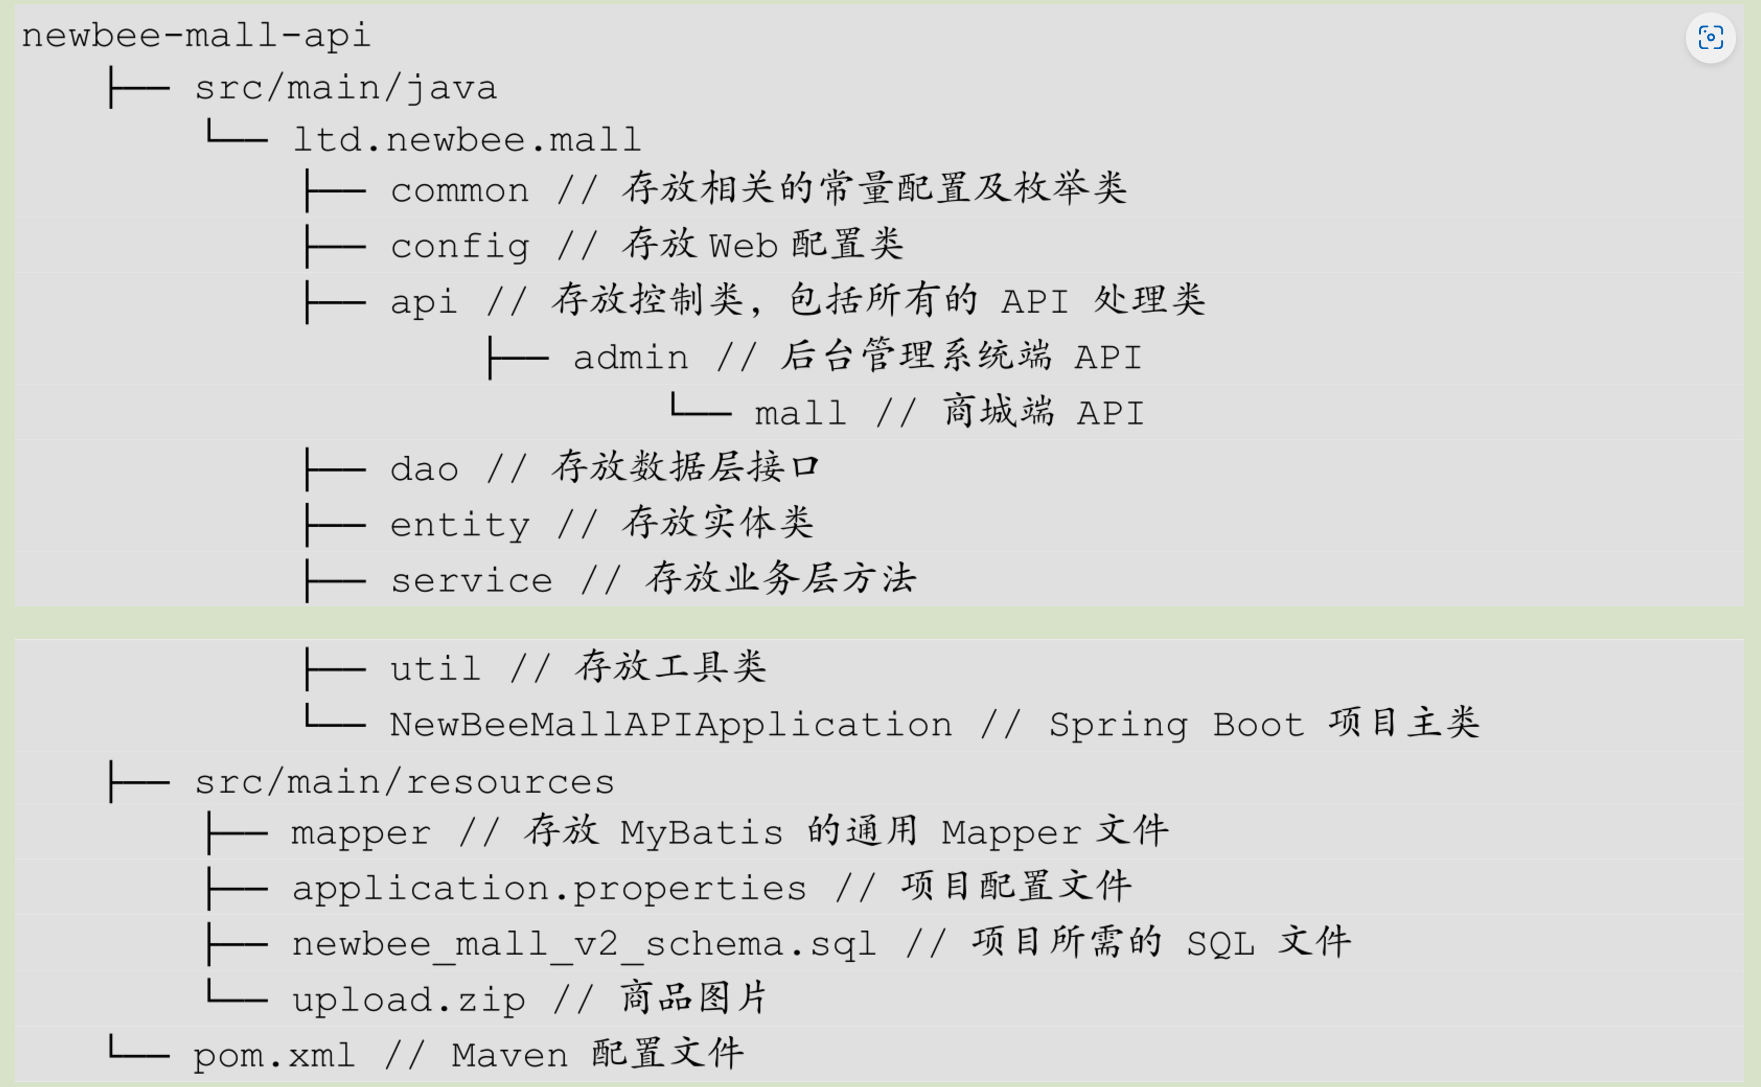 newbee-mall-api
├── src/main/java
└── ltd.newbee.mall
├── common // 存放相关的常量配置及枚举类
├── config // 存放 Web 配置类
├── api // 存放控制类，包括所有的 API 处理类
├── admin // 后台管理系统端 API
└── mall // 商城端 API
├── dao // 存放数据层接口
├── entity // 存放实体类
├── service // 存放业务层方法
├── util // 存放工具类
└── NewBeeMallAPIApplication // Spring Boot 项目主类
├── src/main/resources
├── mapper // 存放 MyBatis 的通用 Mapper 文件
├── application.properties // 项目配置文件
├── newbee_mall_v2_schema.sql // 项目所需的 SQL 文件
└── upload.zip // 商品图片
└── pom.xml // Maven 配置文件